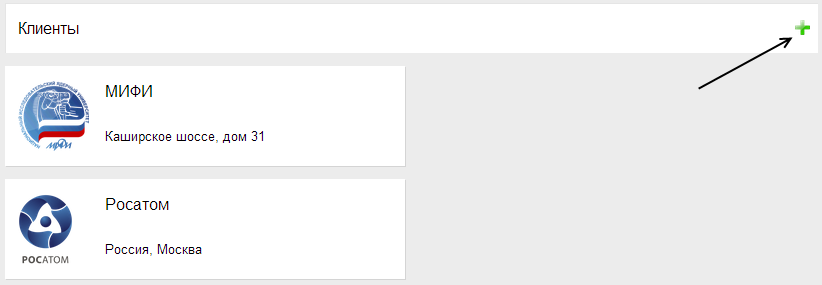 Клиенты
МИФИ
Каширское шоссе, дом 31
Росатом
Россия, Москва
РОСАТОМ